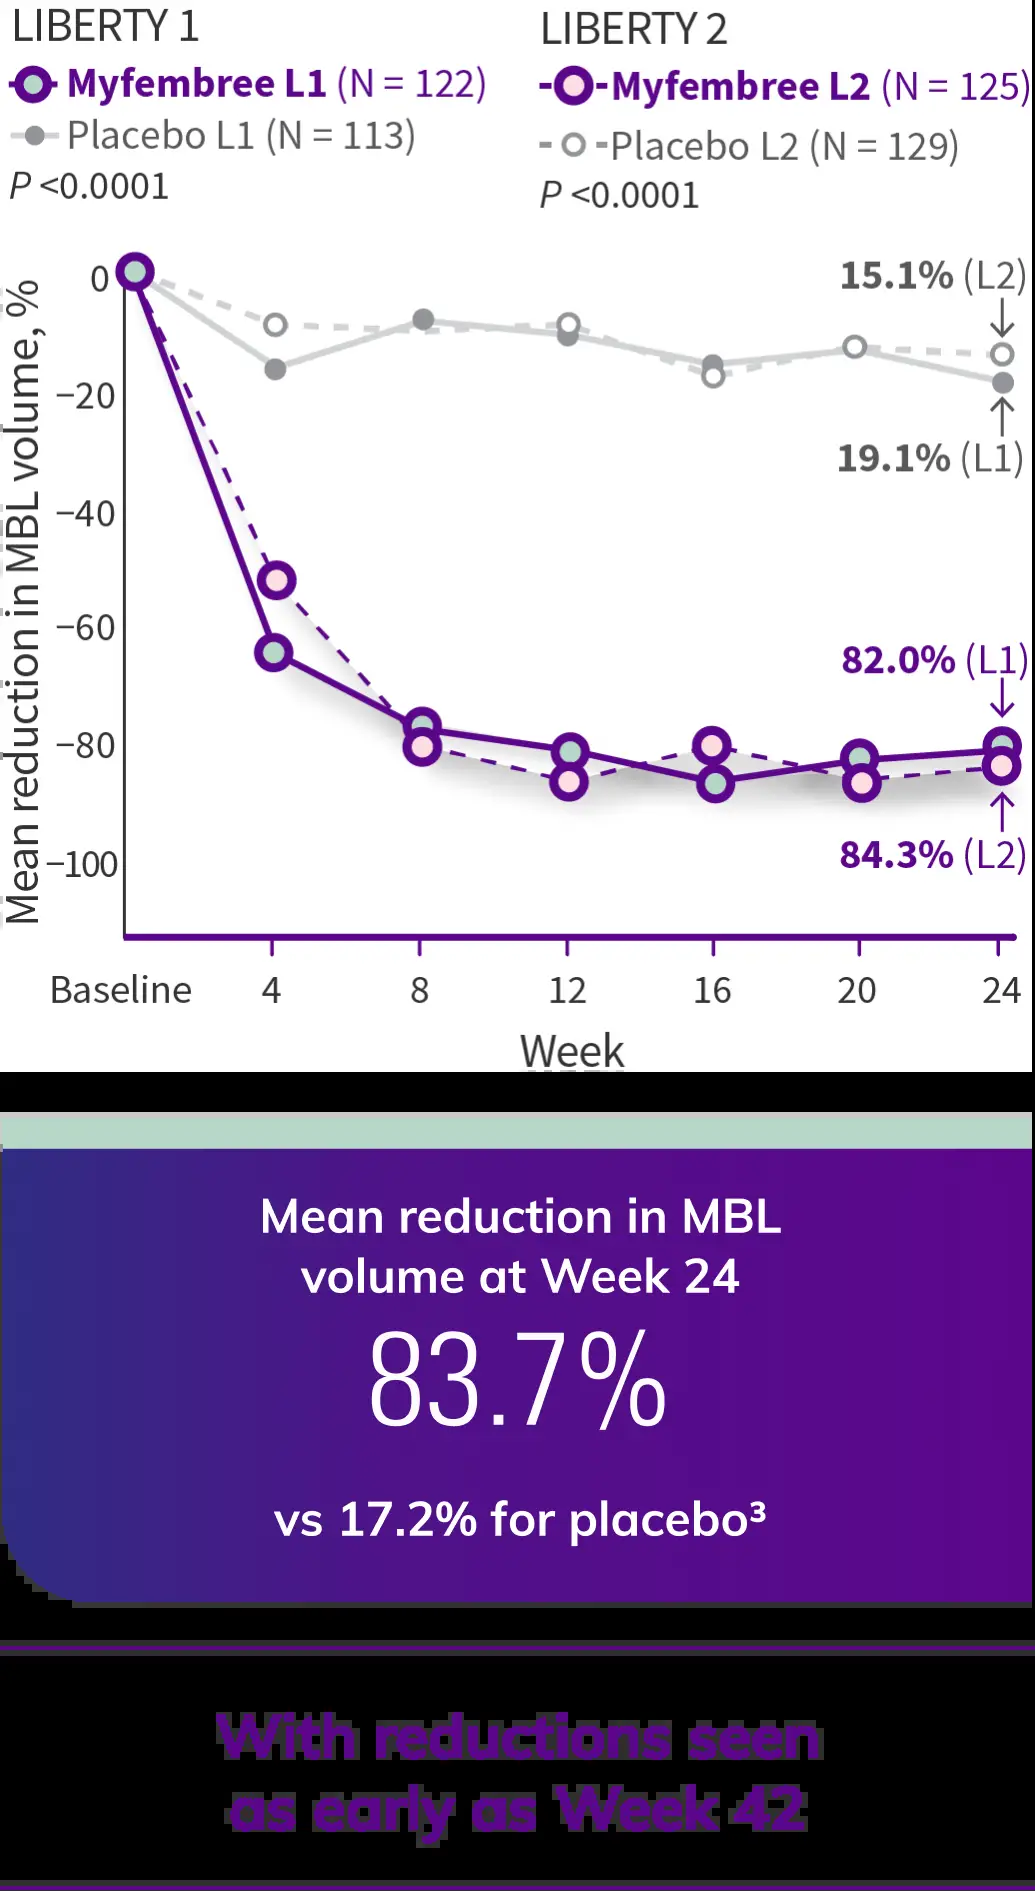 LIBERTY 1
Myfembree L1 (N = 122)
Placebo L1 (N = 113)
P <0.0001
LIBERTY 2
Myfembree L2 (N = 125)
Placebo L2 (N = 129)
P <0.0001
Mean reduction in MBL volume, %
0
−20
−40
−60
−80
−100
15.1% (L2)
19.1% (L1)
82.0% (L1)
84.3% (L2)
Baseline 4 8 12 16 20 24
Week
Mean reduction in MBL
volume at Week 24
83.7%
vs 17.2% for placebo³
With reductions seen
as early as Week 42